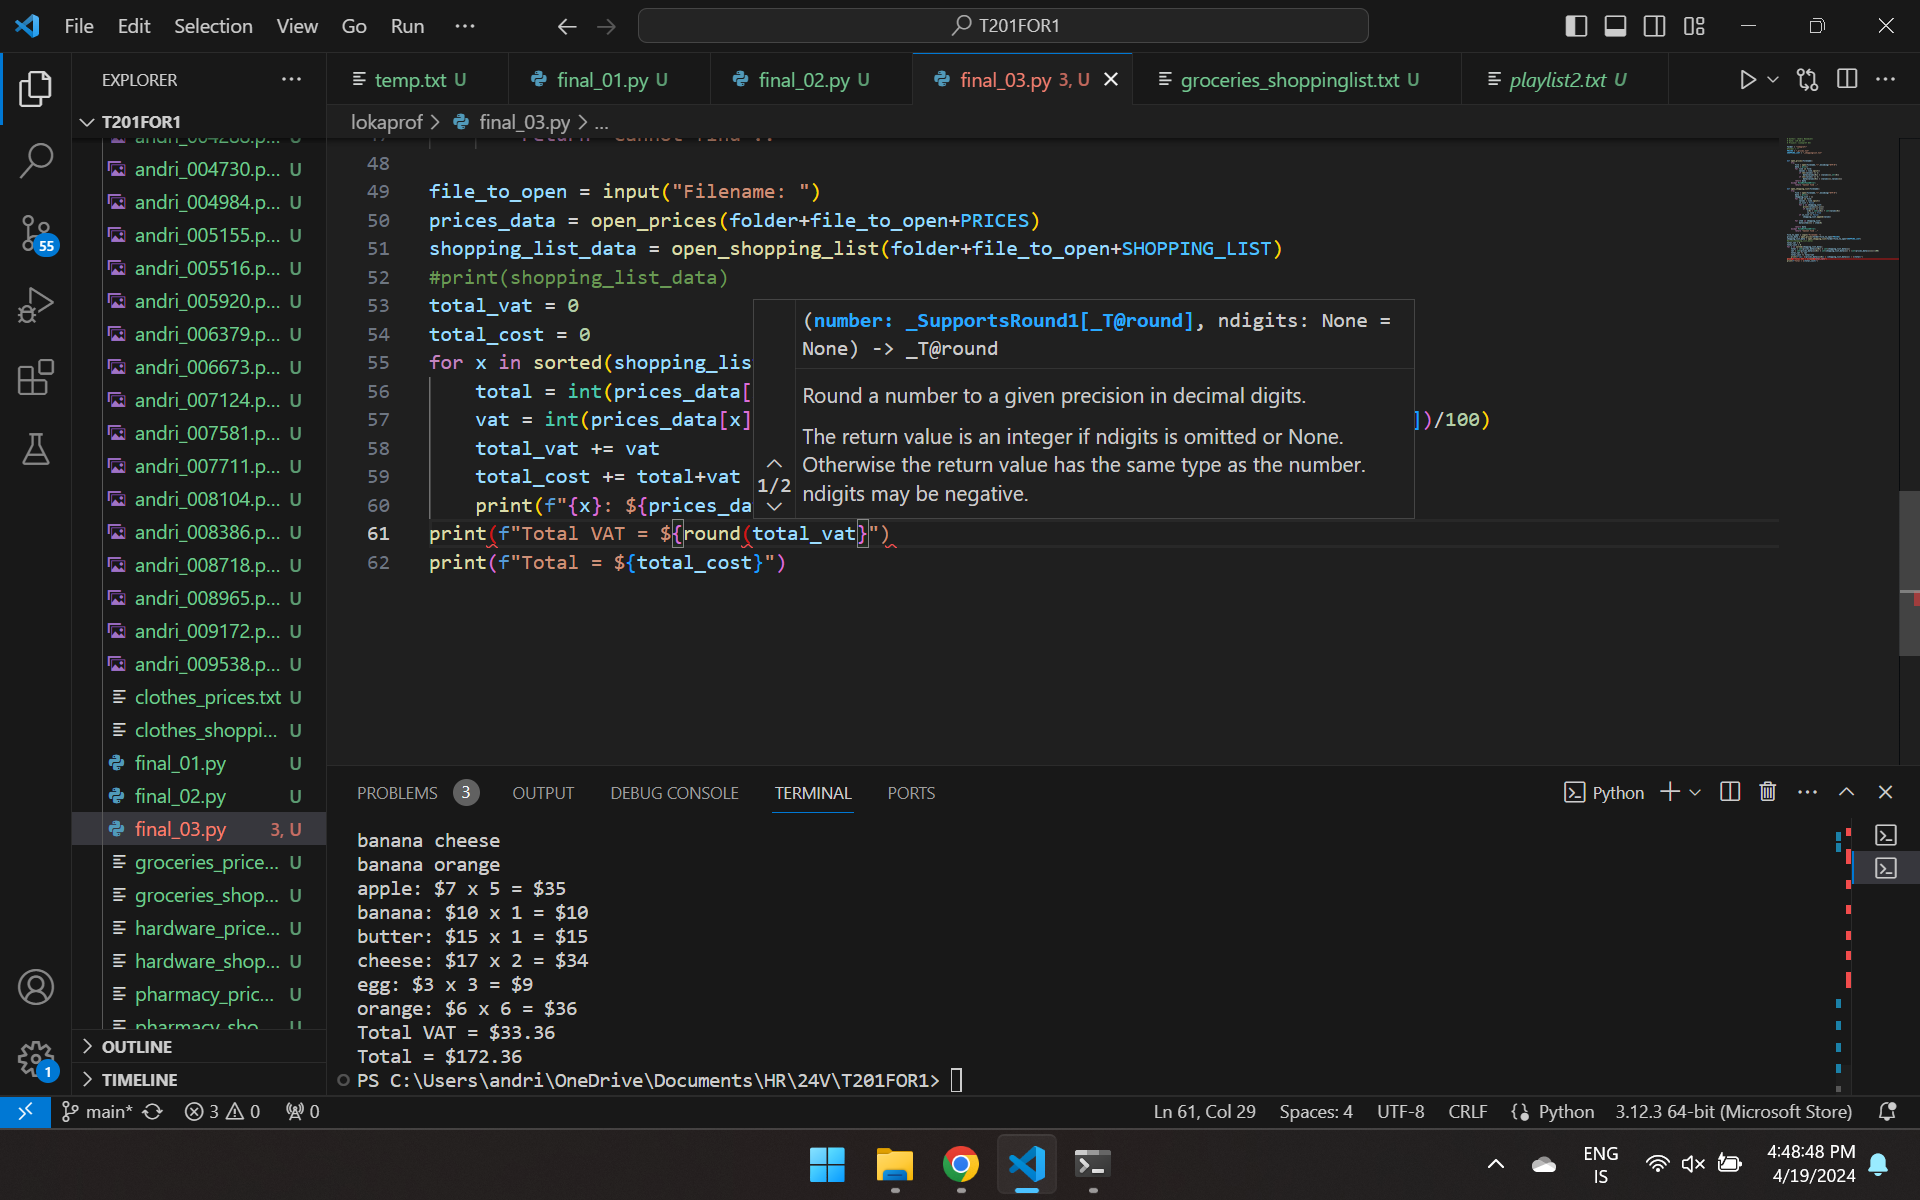 File Edit Selection View Go Run ···
T201FOR1
EXPLORER ···
temp.txt U
final_01.py U
final_02.py U
final_03.py 3, U
groceries_shoppinglist.txt U
playlist2.txt U
T201FOR1
lokaprof > final_03.py > ...
andri_004730.p... U
andri_004984.p... U
andri_005155.p... U
andri_005516.p... U
andri_005920.p... U
andri_006379.p... U
andri_006673.p... U
andri_007124.p... U
andri_007581.p... U
andri_007711.p... U
andri_008104.p... U
andri_008386.p... U
andri_008718.p... U
andri_008965.p... U
andri_009172.p... U
andri_009538.p... U
clothes_prices.txt U
clothes_shoppi... U
final_01.py U
final_02.py U
final_03.py 3, U
groceries_price... U
groceries_shop... U
hardware_price... U
hardware_shop... U
pharmacy_pric... U
pharmacy_sho U
OUTLINE
TIMELINE
55
1
48
49 file_to_open = input("Filename: ")
50 prices_data = open_prices(folder+file_to_open+PRICES)
51 shopping_list_data = open_shopping_list(folder+file_to_open+SHOPPING_LIST)
52 #print(shopping_list_data)
53 total_vat = 0
54 total_cost = 0
55 for x in sorted(shopping_lis
56 total = int(prices_data[
57 vat = int(prices_data[x] ])/100)
58 total_vat += vat
59 total_cost += total+vat
60 print(f"{x}: ${prices_da
61 print(f"Total VAT = ${round(total_vat}")
62 print(f"Total = ${total_cost}")
(number: _SupportsRound1[_T@round], ndigits: None =
None) -> _T@round
Round a number to a given precision in decimal digits.
The return value is an integer if ndigits is omitted or None.
Otherwise the return value has the same type as the number.
ndigits may be negative.
1/2
PROBLEMS 3 OUTPUT DEBUG CONSOLE TERMINAL PORTS
Python
banana cheese
banana orange
apple: $7 x 5 = $35
banana: $10 x 1 = $10
butter: $15 x 1 = $15
cheese: $17 x 2 = $34
egg: $3 x 3 = $9
orange: $6 x 6 = $36
Total VAT = $33.36
Total = $172.36
PS C:\Users\andri\OneDrive\Documents\HR\24V\T201FOR1>
main* 3 0 0
Ln 61, Col 29 Spaces: 4 UTF-8 CRLF Python 3.12.3 64-bit (Microsoft Store)
ENG
IS
4:48:48 PM
4/19/2024